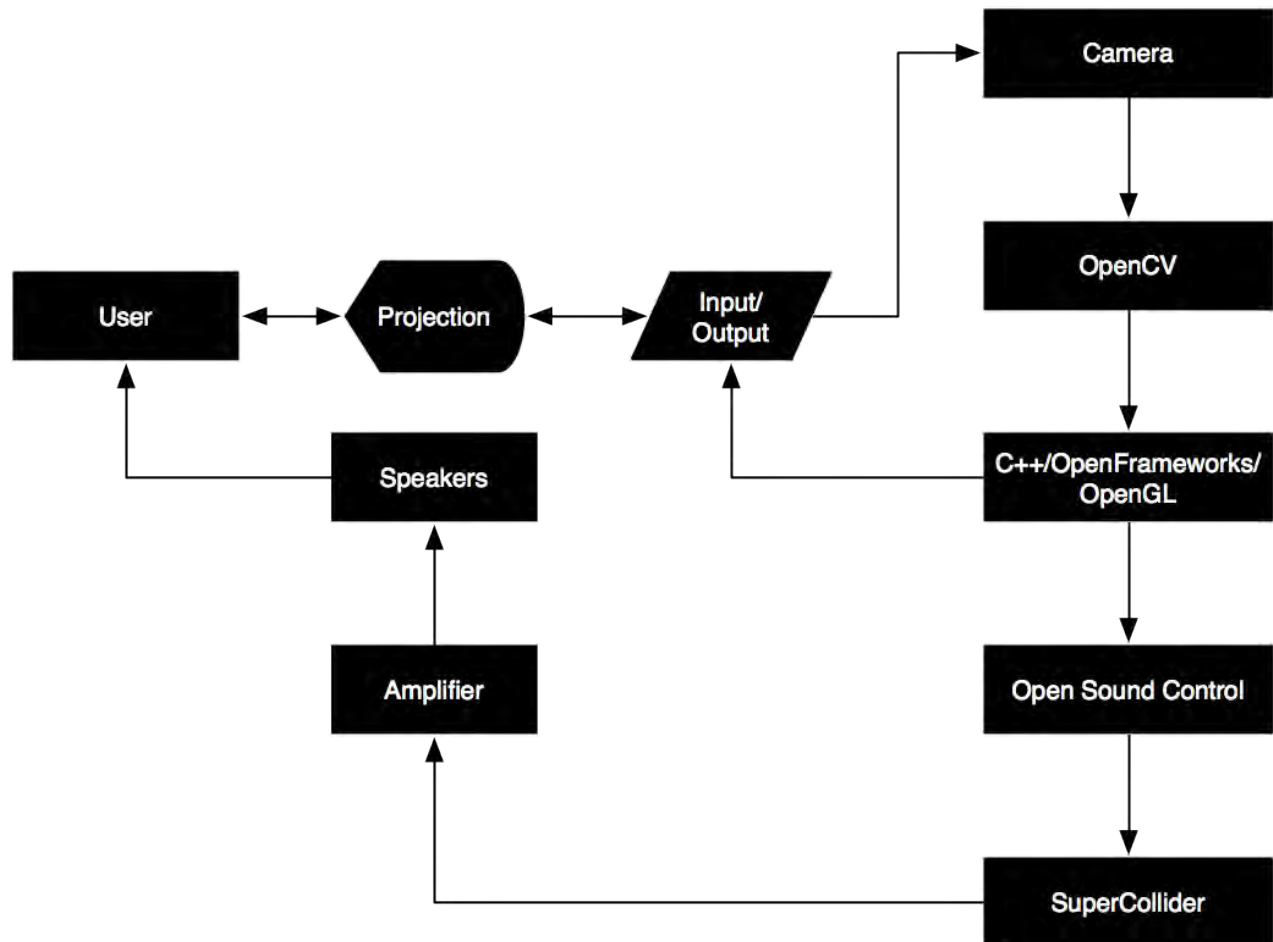 Camera
OpenCV
User
Projection
Input/
Output
Speakers
C++/OpenFrameworks/
OpenGL
Amplifier
Open Sound Control
SuperCollider